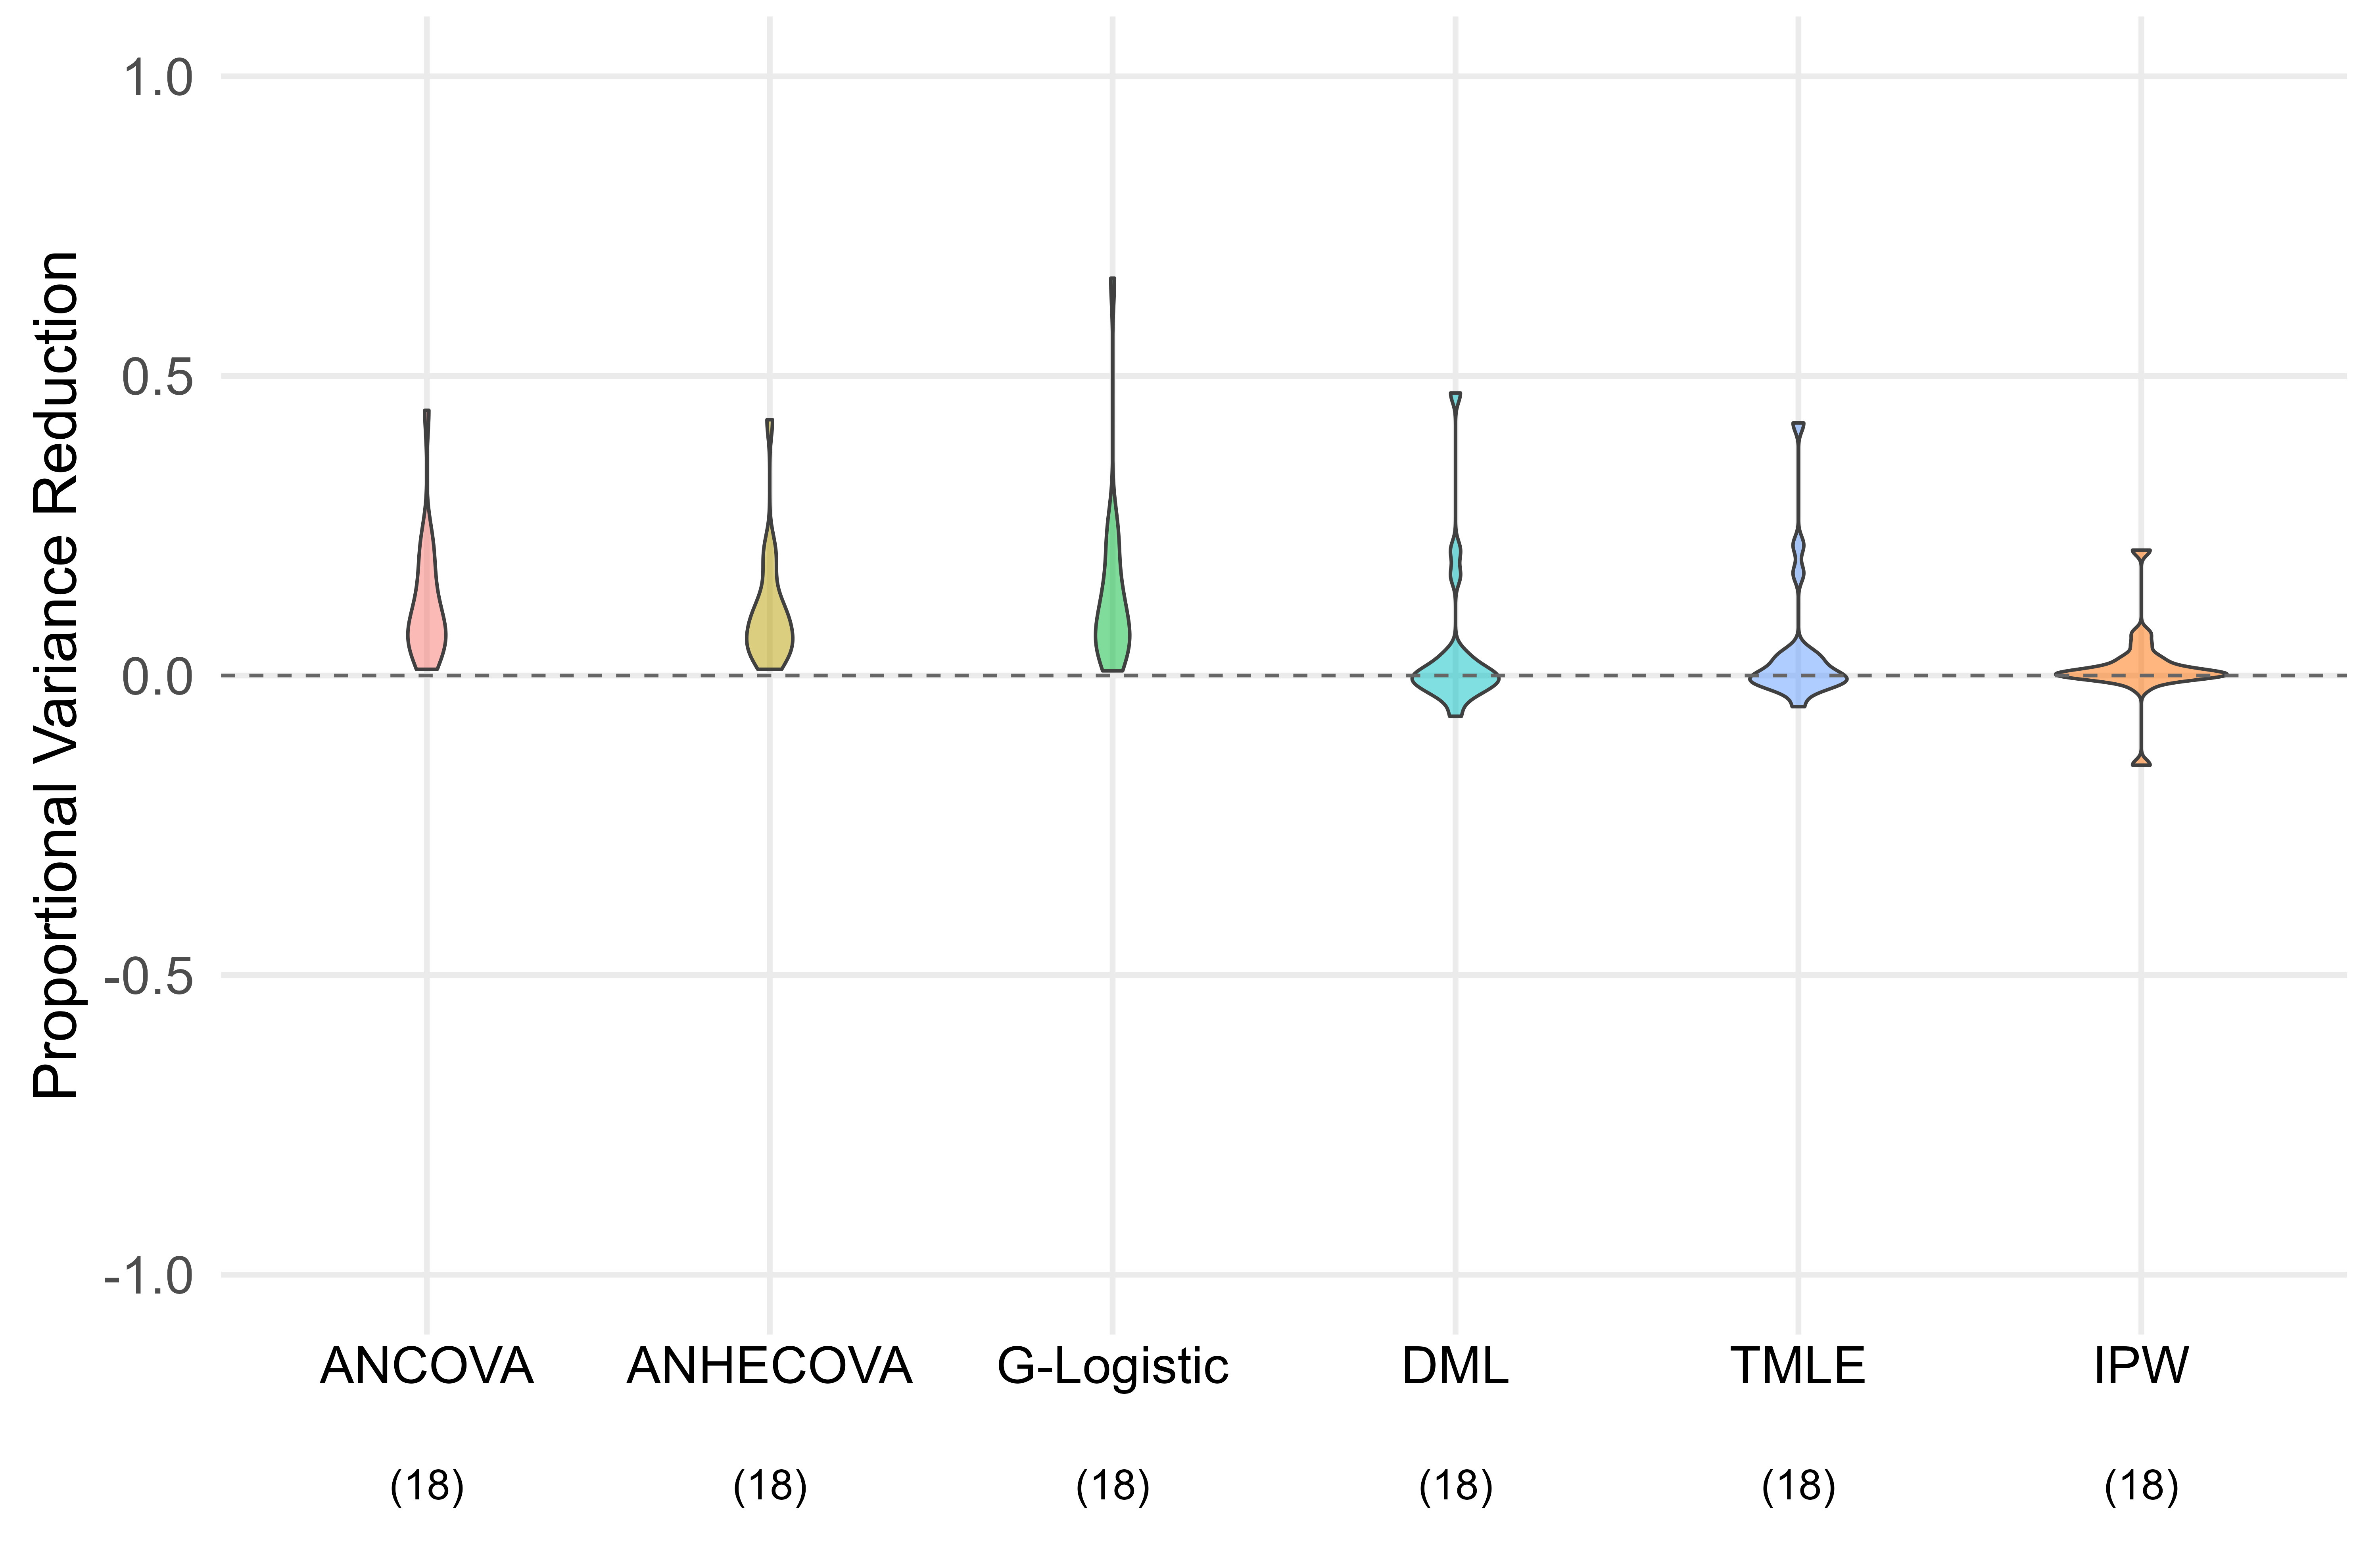 Proportional Variance Reduction
1.0
0.5
0.0
-0.5
-1.0
ANCOVA ANHECOVA G-Logistic DML TMLE IPW
(18) (18) (18) (18) (18) (18)